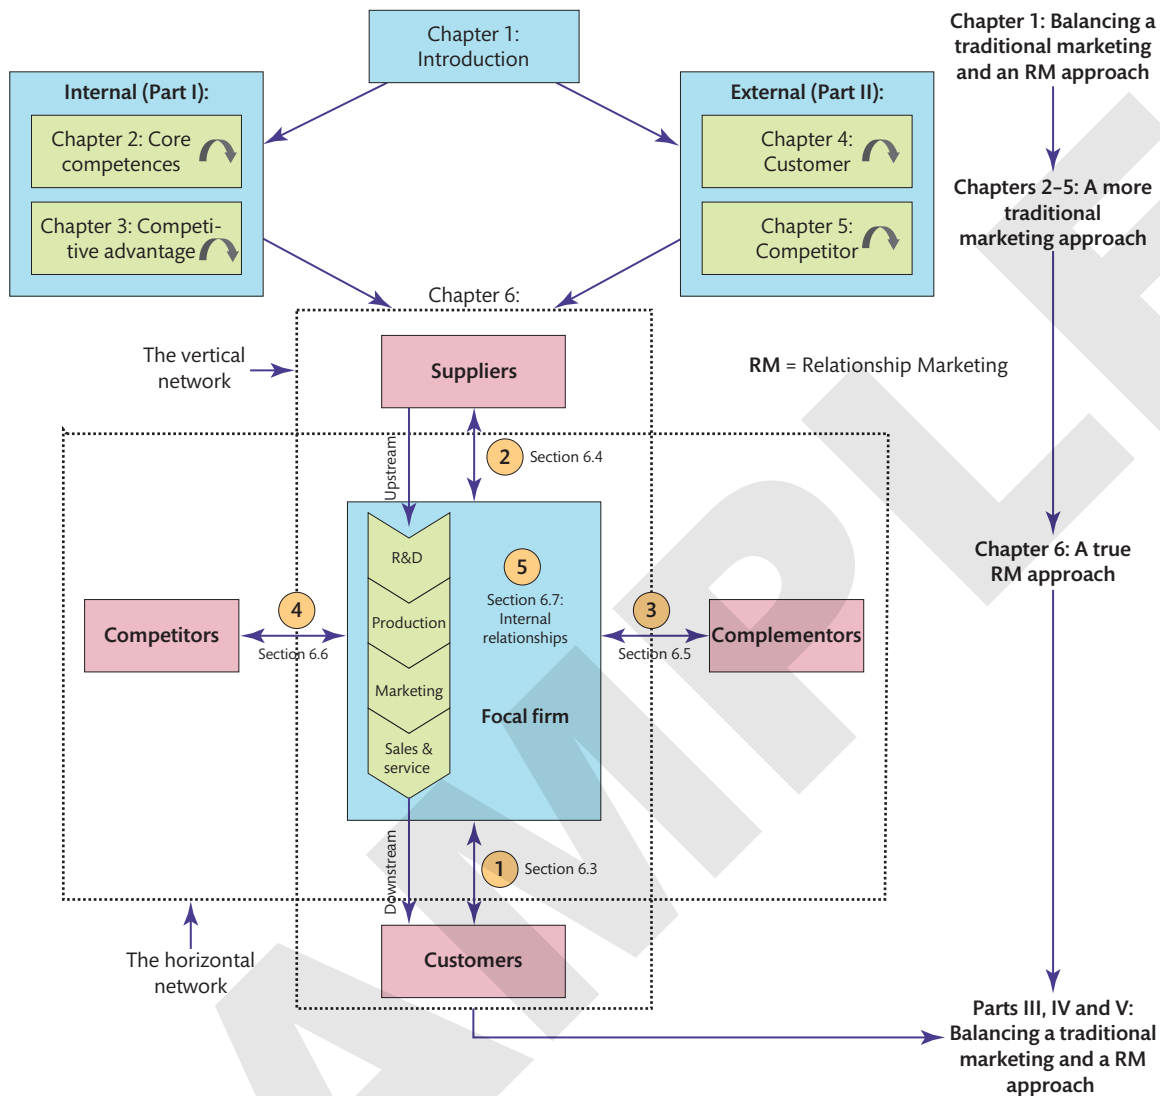 Chapter 1:
Introduction
Chapter 1: Balancing a
traditional marketing
and an RM approach
Internal (Part I):
Chapter 2: Core
competences
Chapter 3: Competi-
tive advantage
External (Part II):
Chapter 4:
Customer
Chapter 5:
Competitor
Chapters 2–5: A more
traditional
marketing approach
Chapter 6:
The vertical
network
Suppliers
RM = Relationship Marketing
Upstream
2
Section 6.4
R&D
Production
Marketing
Sales &
service
5
Section 6.7:
Internal
relationships
Focal firm
Competitors
4
Section 6.6
3
Section 6.5
Complementors
Chapter 6: A true
RM approach
Downstream
1
Section 6.3
Customers
The horizontal
network
Parts III, IV and V:
Balancing a traditional
marketing and a RM
approach
SAMPLE